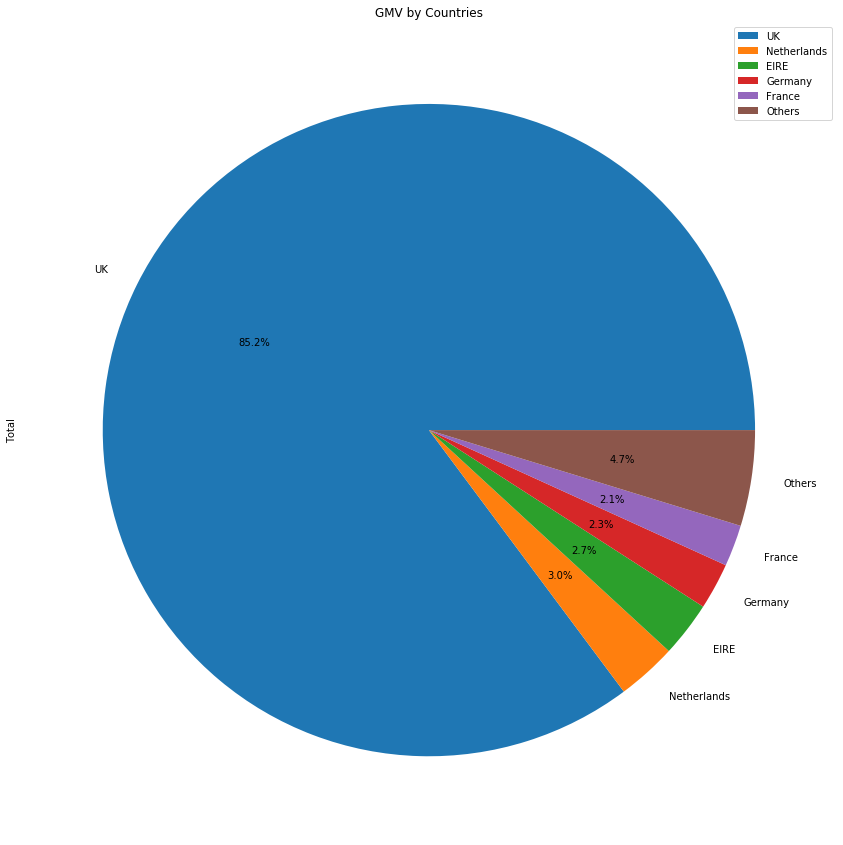 GMV by Countries
UK
Netherlands
EIRE
Germany
France
Others
UK
85.2%
Total
4.7%
Others
2.1%
2.3%
France
2.7%
3.0%
Germany
EIRE
Netherlands